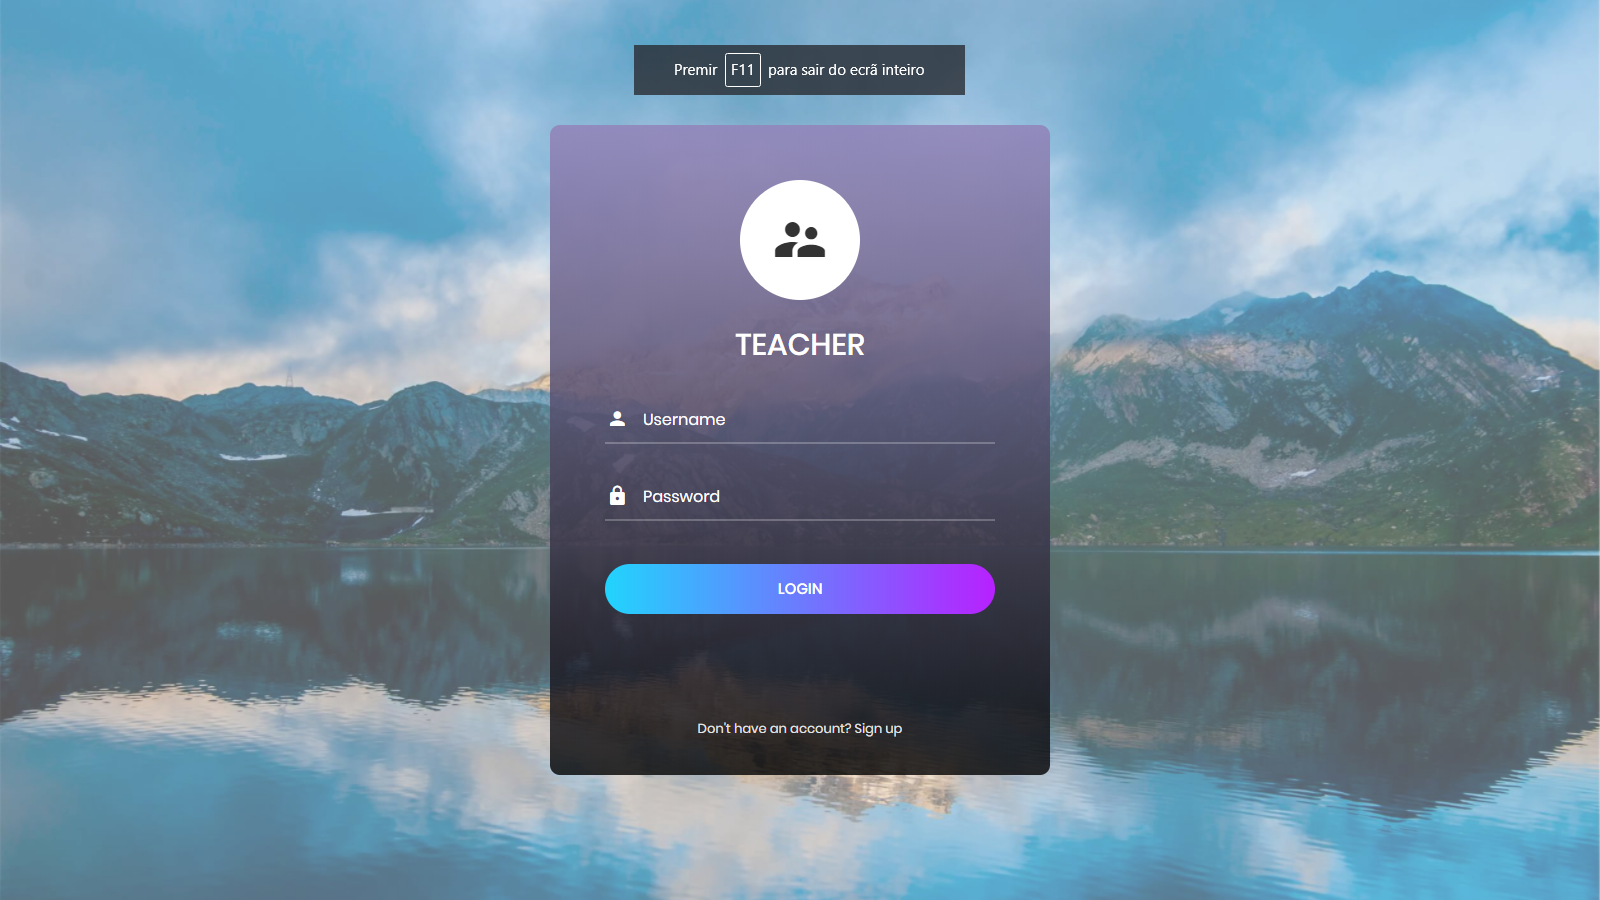 Premir F11 para sair do ecrã inteiro
TEACHER
Username
Password
LOGIN
Don't have an account? Sign up